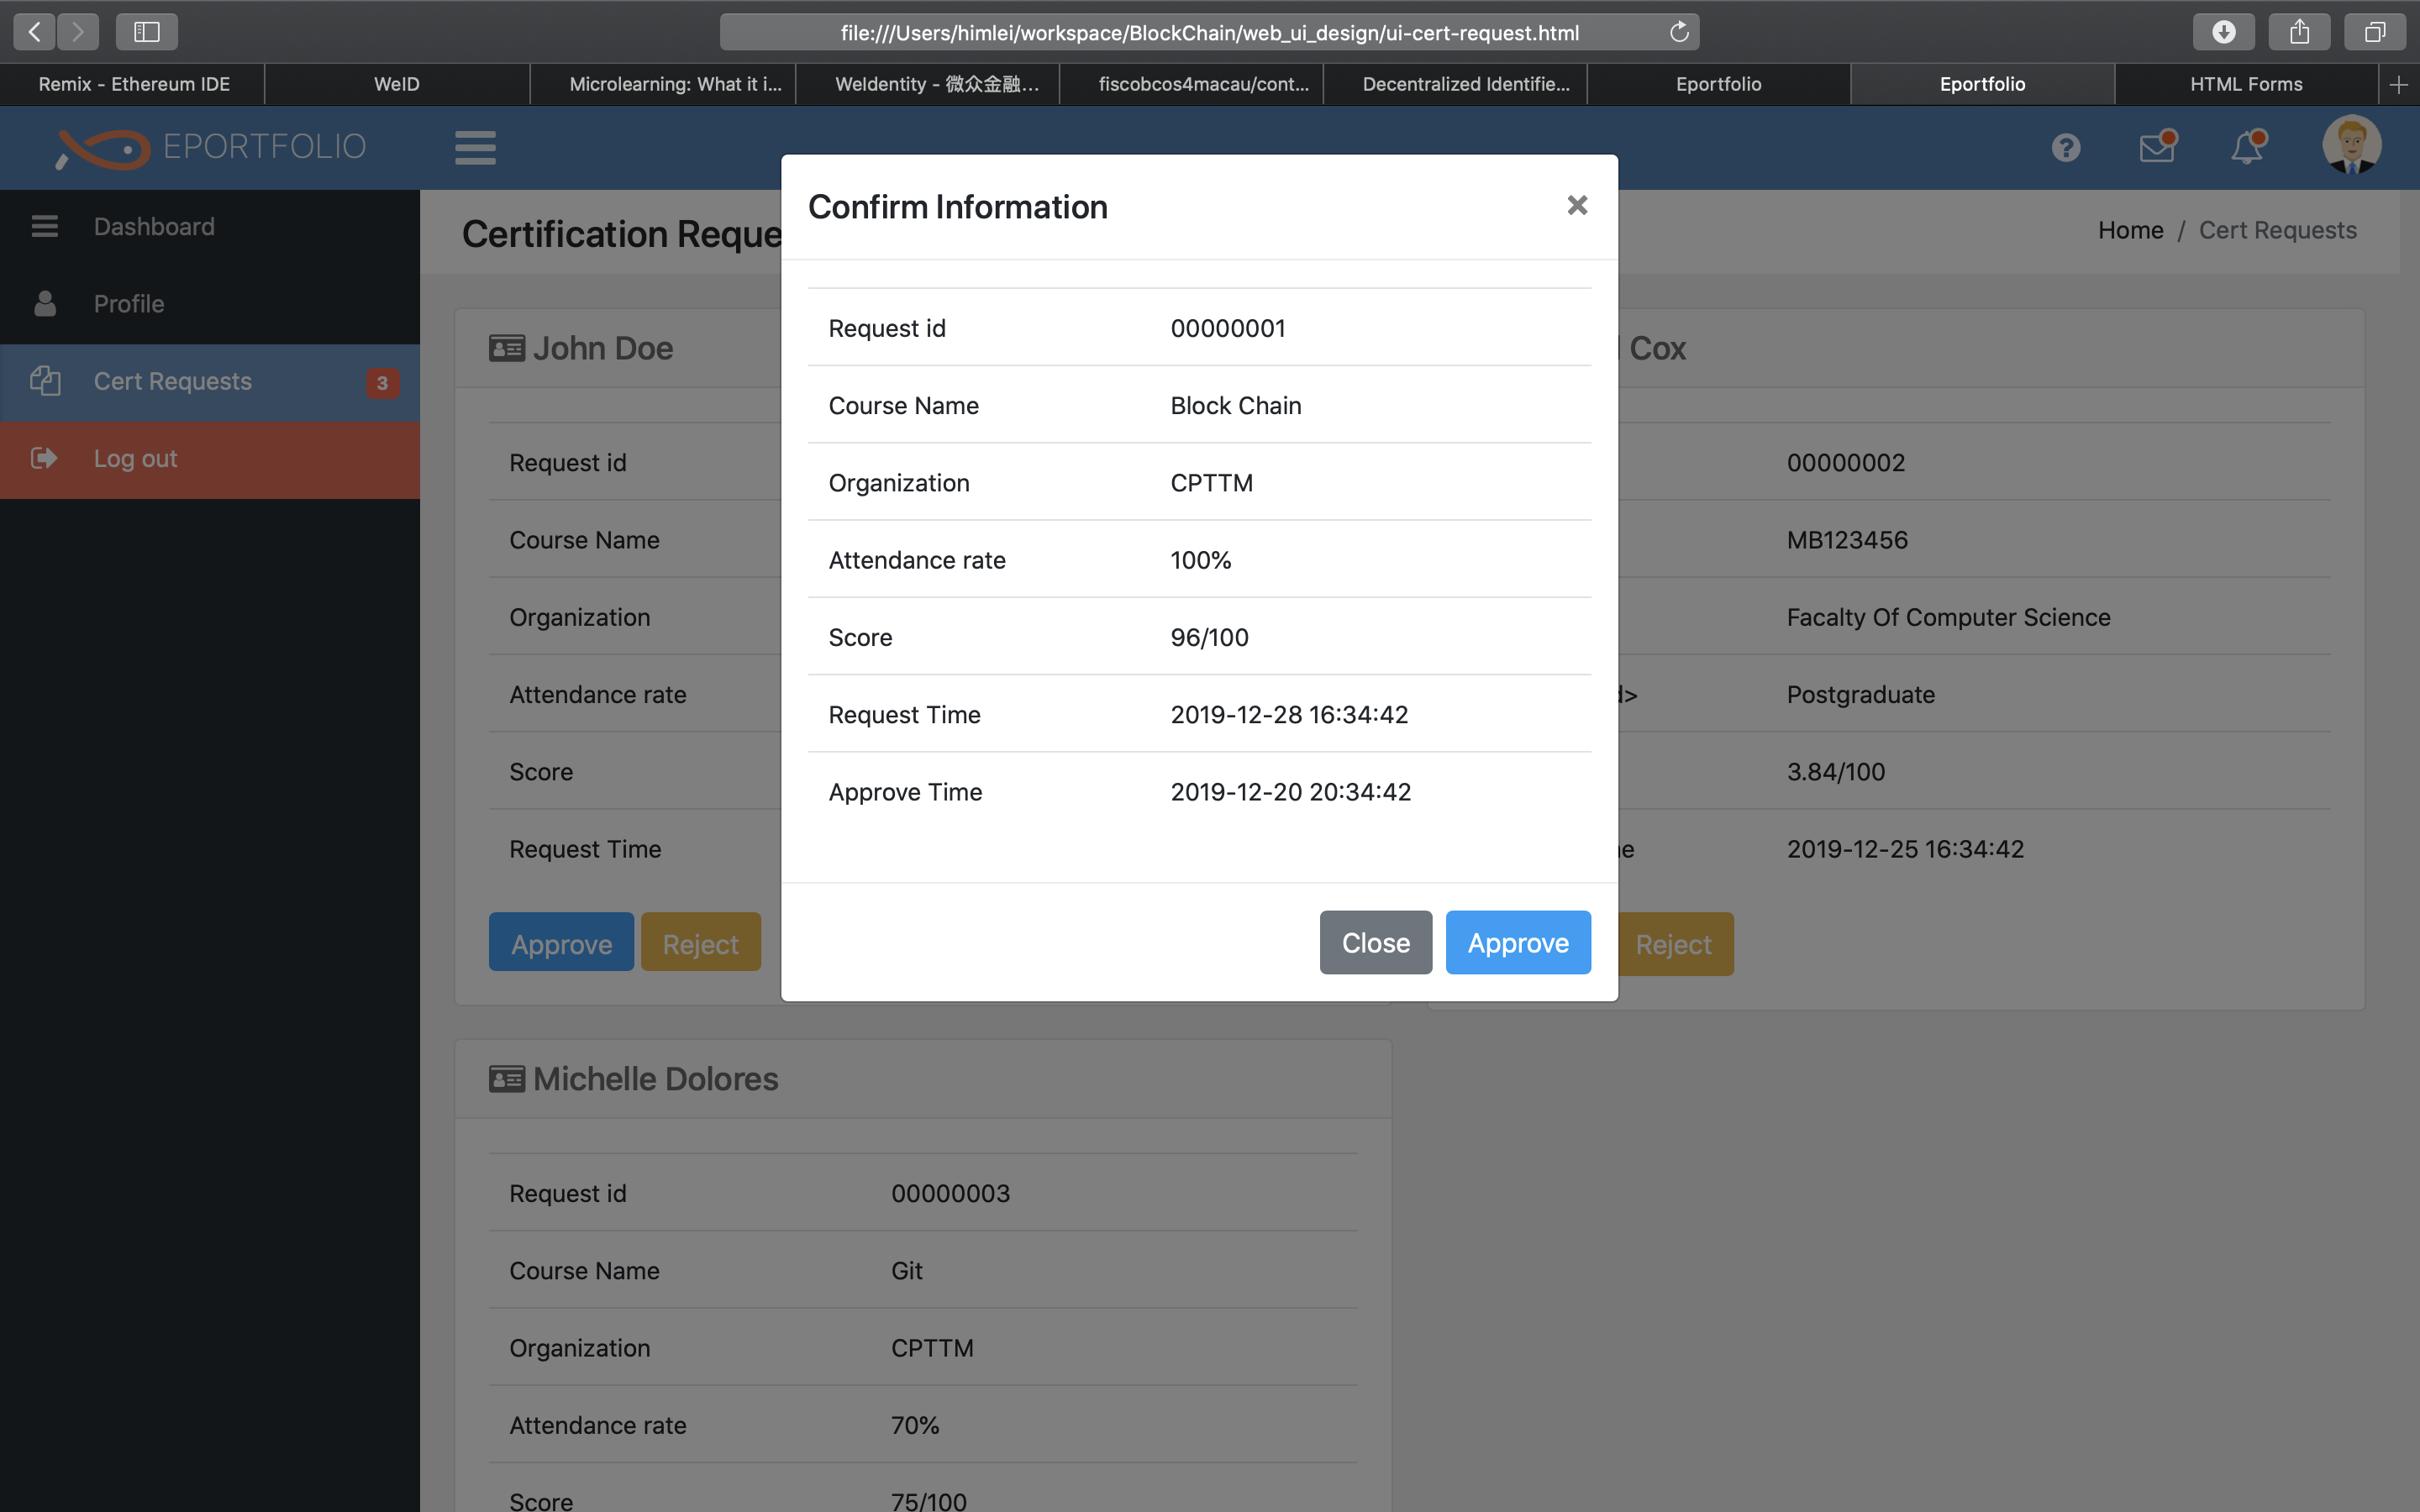 file:///Users/himlei/workspace/BlockChain/web_ui_design/ui-cert-request.html
Remix - Ethereum IDE
WeID
Microlearning: What it i...
WeIdentity - 微众金融...
fiscobcos4macau/cont...
Decentralized Identifie...
Eportfolio
Eportfolio
HTML Forms
EPORTFOLIO
Dashboard
Profile
Cert Requests 3
Log out
Certification Reque
Home / Cert Requests
Confirm Information
Request id 00000001
Course Name Block Chain
Organization CPTTM
Attendance rate 100%
Score 96/100
Request Time 2019-12-28 16:34:42
Approve Time 2019-12-20 20:34:42
Close Approve
John Doe
Request id
Course Name
Organization
Attendance rate
Score
Request Time
Approve Reject
Cox
00000002
MB123456
Facalty Of Computer Science
Postgraduate
3.84/100
2019-12-25 16:34:42
Reject
Michelle Dolores
Request id 00000003
Course Name Git
Organization CPTTM
Attendance rate 70%
Score 75/100